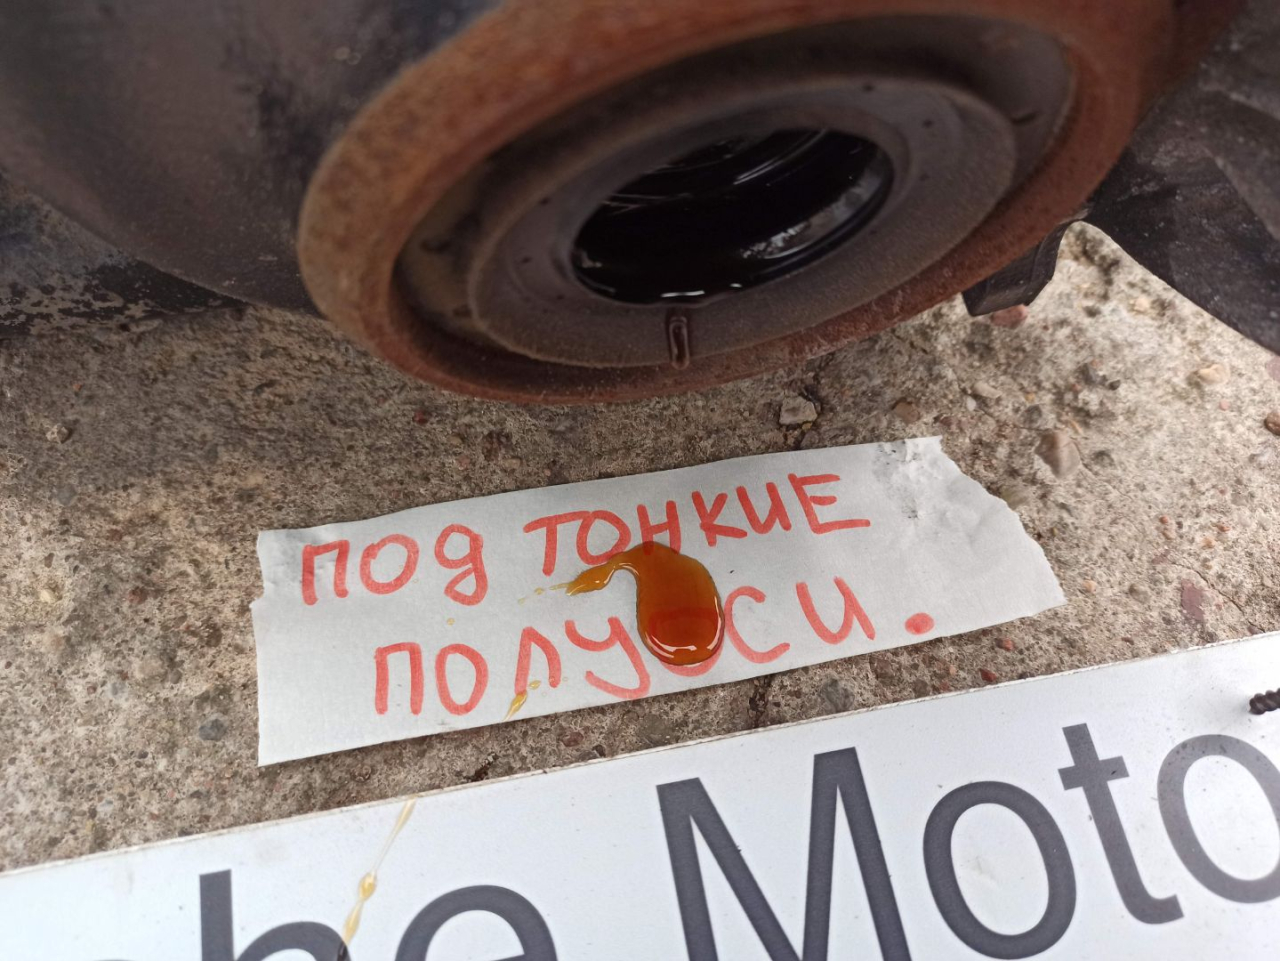 под тонкие
полуоси.
he Moto